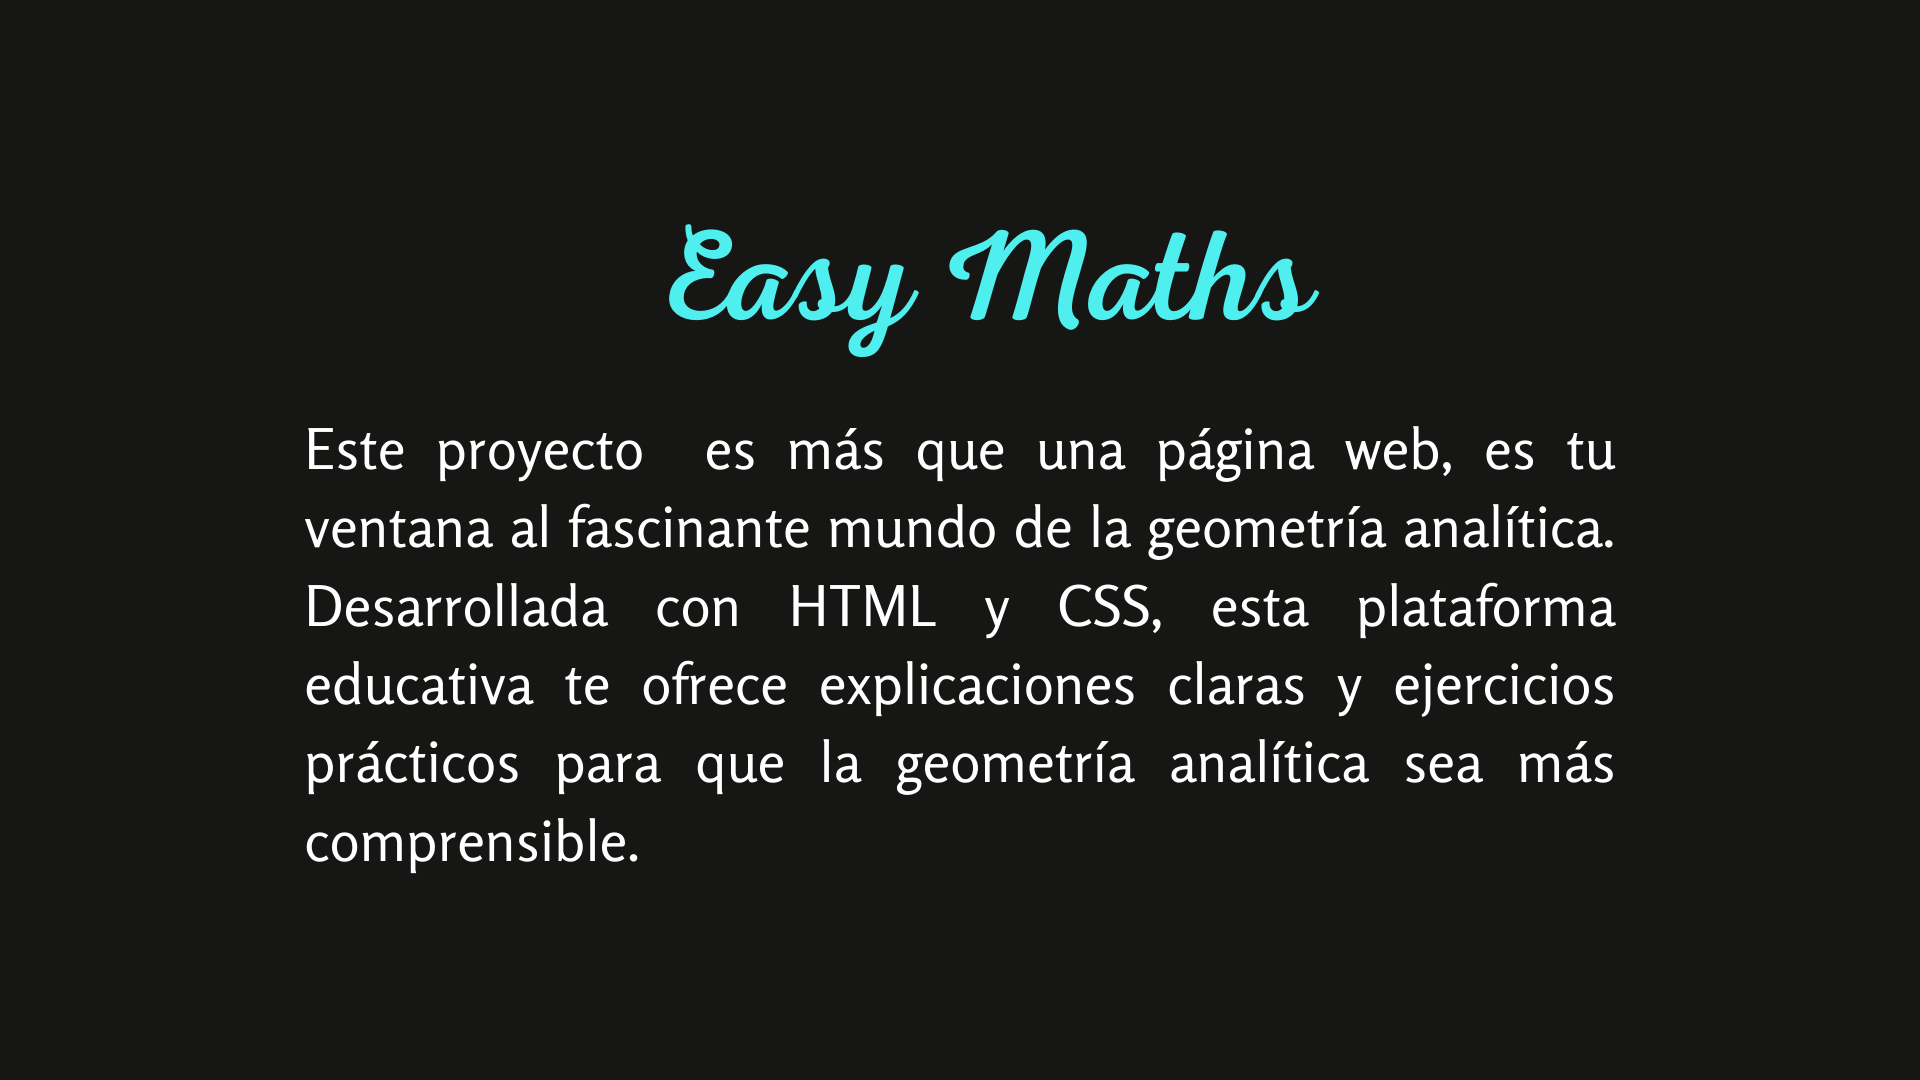 Easy Maths
Este proyecto es más que una página web, es tu
ventana al fascinante mundo de la geometría analítica.
Desarrollada con HTML y CSS, esta plataforma
educativa te ofrece explicaciones claras y ejercicios
prácticos para que la geometría analítica sea más
comprensible.